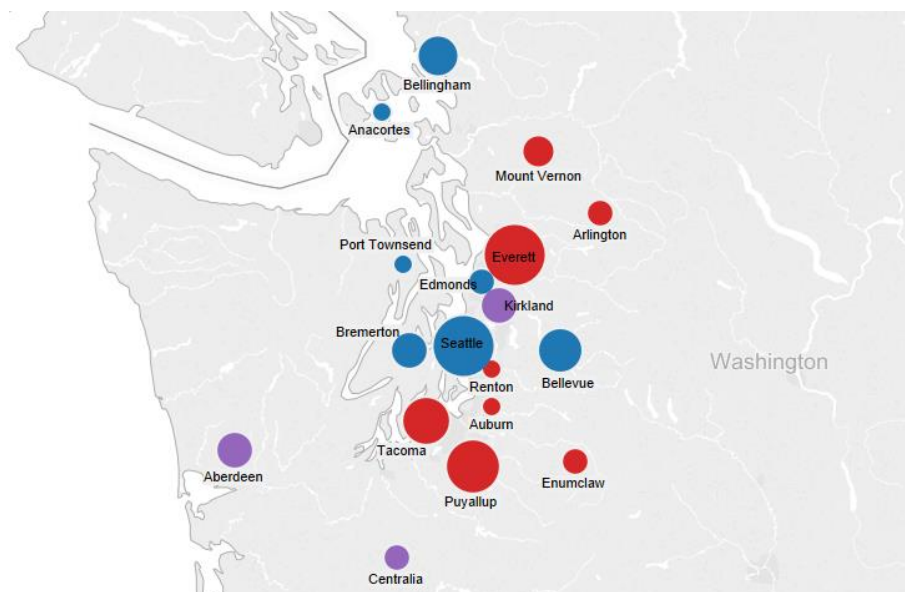 Bellingham
Anacortes
Mount Vernon
Arlington
Port Townsend
Everett
Edmonds
Kirkland
Bremerton
Seattle
Washington
Renton
Bellevue
Auburn
Tacoma
Aberdeen
Enumclaw
Puyallup
Centralia